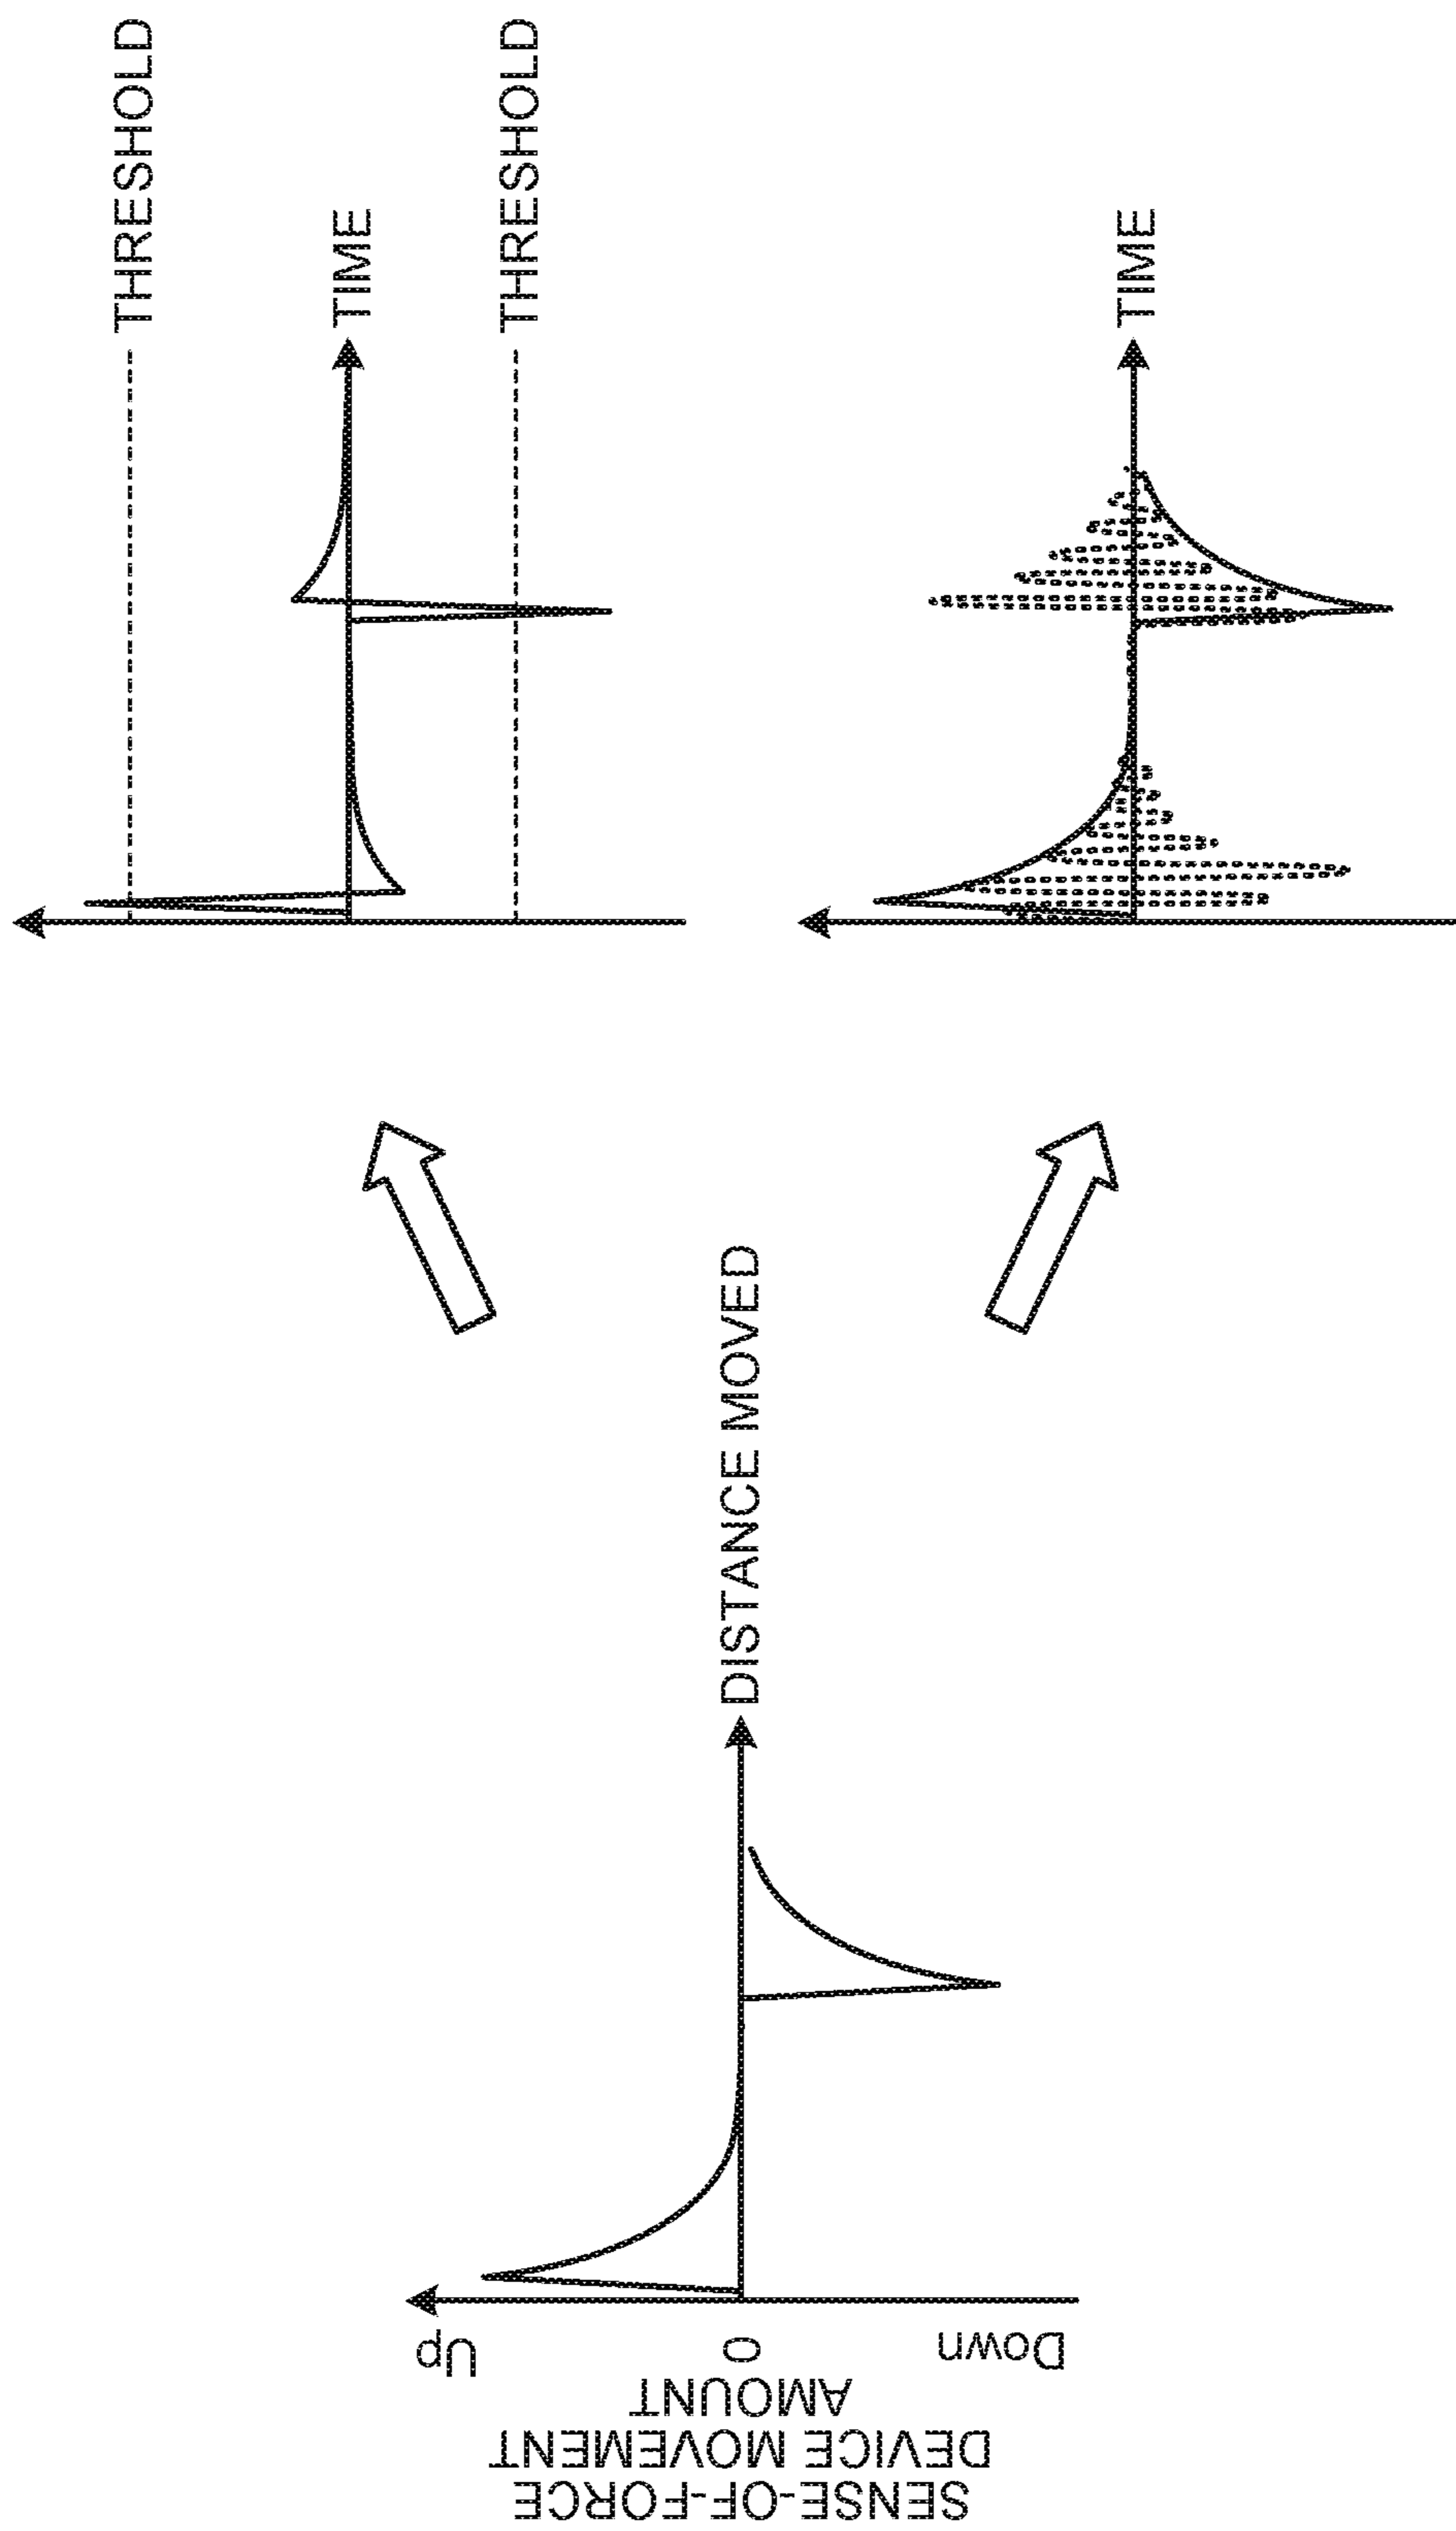 SENSE-OF-FORCE
DEVICE MOVEMENT
AMOUNT
Up
0
Down
DISTANCE MOVED
THRESHOLD
TIME
THRESHOLD
TIME